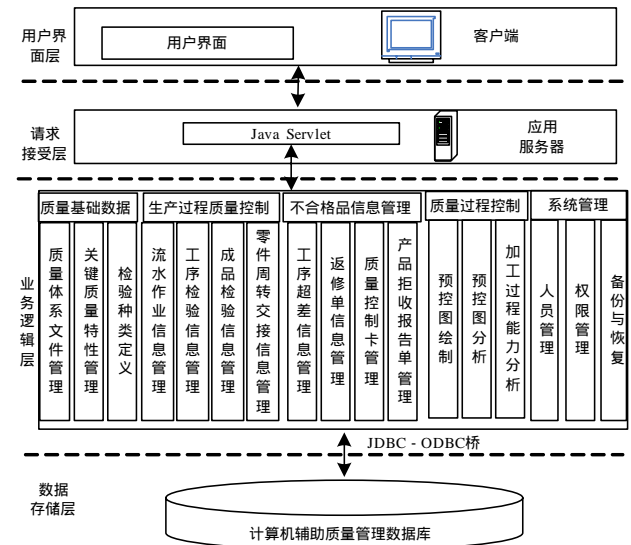 用户界
面层
用户界面
客户端
请求
接受层
Java Servlet
应用
服务器
业务逻辑层
质量基础数据
生产过程质量控制
不合格品信息管理
质量过程控制
系统管理
质量体系文件管理
关键质量特性管理
检验种类定义
流水作业信息管理
工序检验信息管理
成品检验信息管理
零件周转交接信息管理
工序超差信息管理
返修单信息管理
质量控制卡管理
产品拒收报告单管理
预控图绘制
预控图分析
加工过程能力分析
人员管理
权限管理
备份与恢复
JDBC - ODBC桥
数据
存储层
计算机辅助质量管理数据库